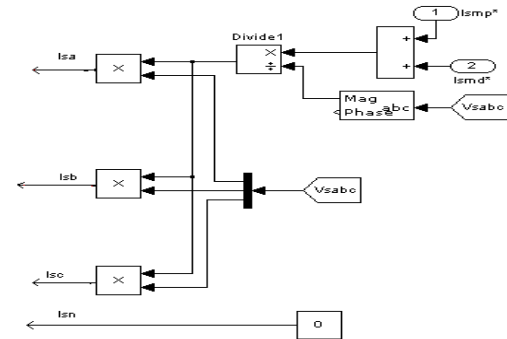 1
Ismp*
Divide1
Isa
×
×
÷
+
+
2
Ismd*
Mag
abc
Phase
Vsabc
Isb
×
Vsabc
Isc
×
Isn
0